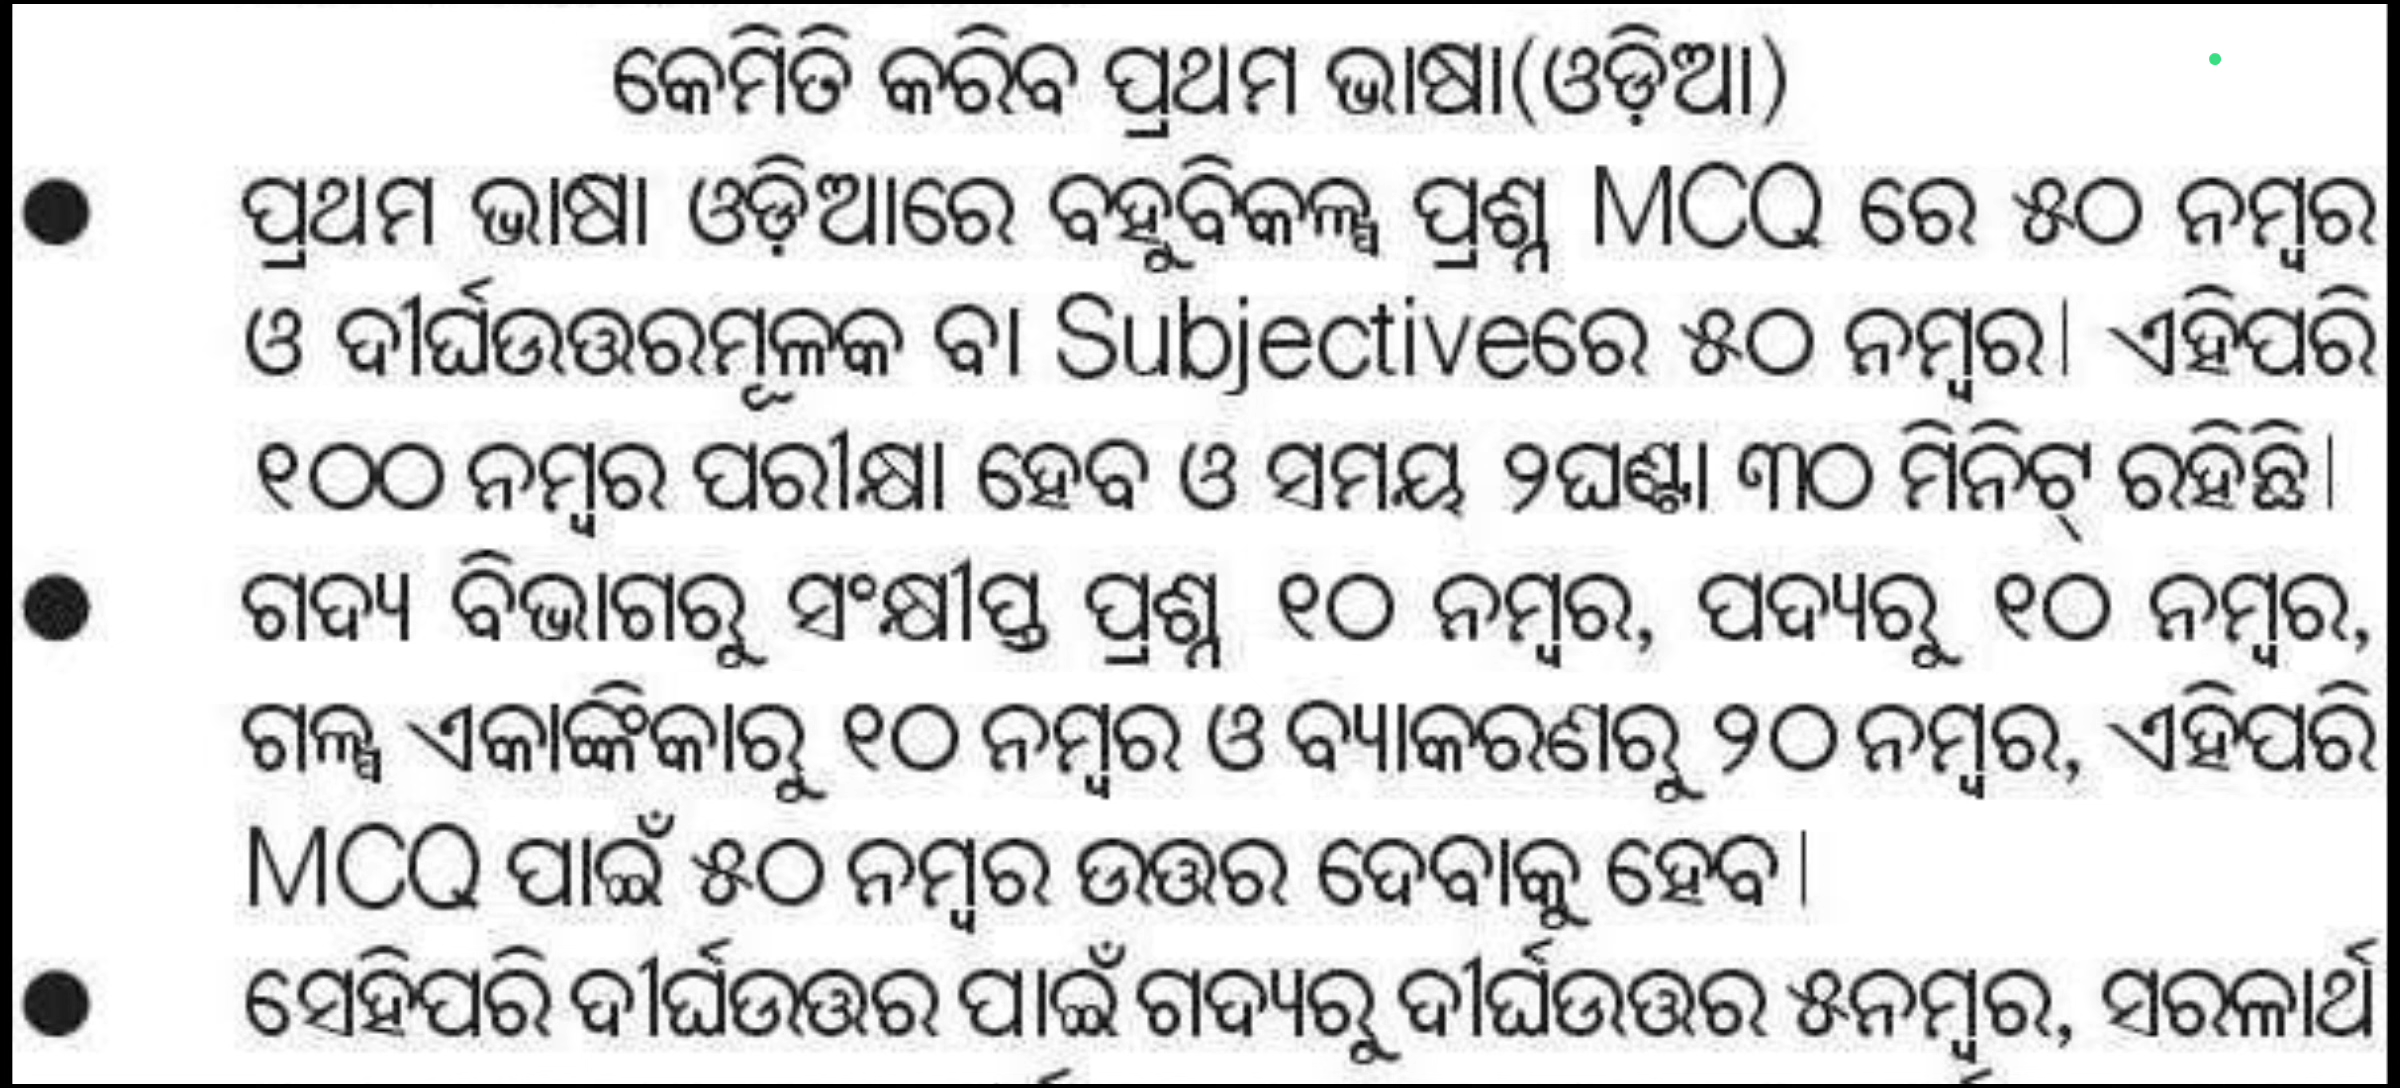 କେମିତି କରିବ ପ୍ରଥମ ଭାଷା(ଓଡ଼ିଆ)
● ପ୍ରଥମ ଭାଷା ଓଡ଼ିଆରେ ବହୁବିକଳ୍ପ ପ୍ରଶ୍ନ MCQ ରେ ୫୦ ନମ୍ବର
ଓ ଦୀର୍ଘଉତ୍ତରମୂଳକ ବା Subjectiveରେ ୫୦ ନମ୍ବର। ଏହିପରି
୧୦୦ ନମ୍ବର ପରୀକ୍ଷା ହେବ ଓ ସମୟ ୨ଘଣ୍ଟା ୩୦ ମିନିଟ୍ ରହିଛି।
● ଗଦ୍ୟ ବିଭାଗରୁ ସଂକ୍ଷୀପ୍ତ ପ୍ରଶ୍ନ ୧୦ ନମ୍ବର, ପଦ୍ୟରୁ ୧୦ ନମ୍ବର,
ଗଳ୍ପ ଏକାଙ୍କିକାରୁ ୧୦ ନମ୍ବର ଓ ବ୍ୟାକରଣରୁ ୨୦ ନମ୍ବର, ଏହିପରି
MCQ ପାଇଁ ୫୦ ନମ୍ବର ଉତ୍ତର ଦେବାକୁ ହେବ।
● ସେହିପରି ଦୀର୍ଘଉତ୍ତର ପାଇଁ ଗଦ୍ୟରୁ ଦୀର୍ଘଉତ୍ତର ୫ନମ୍ବର, ସରଳାର୍ଥ